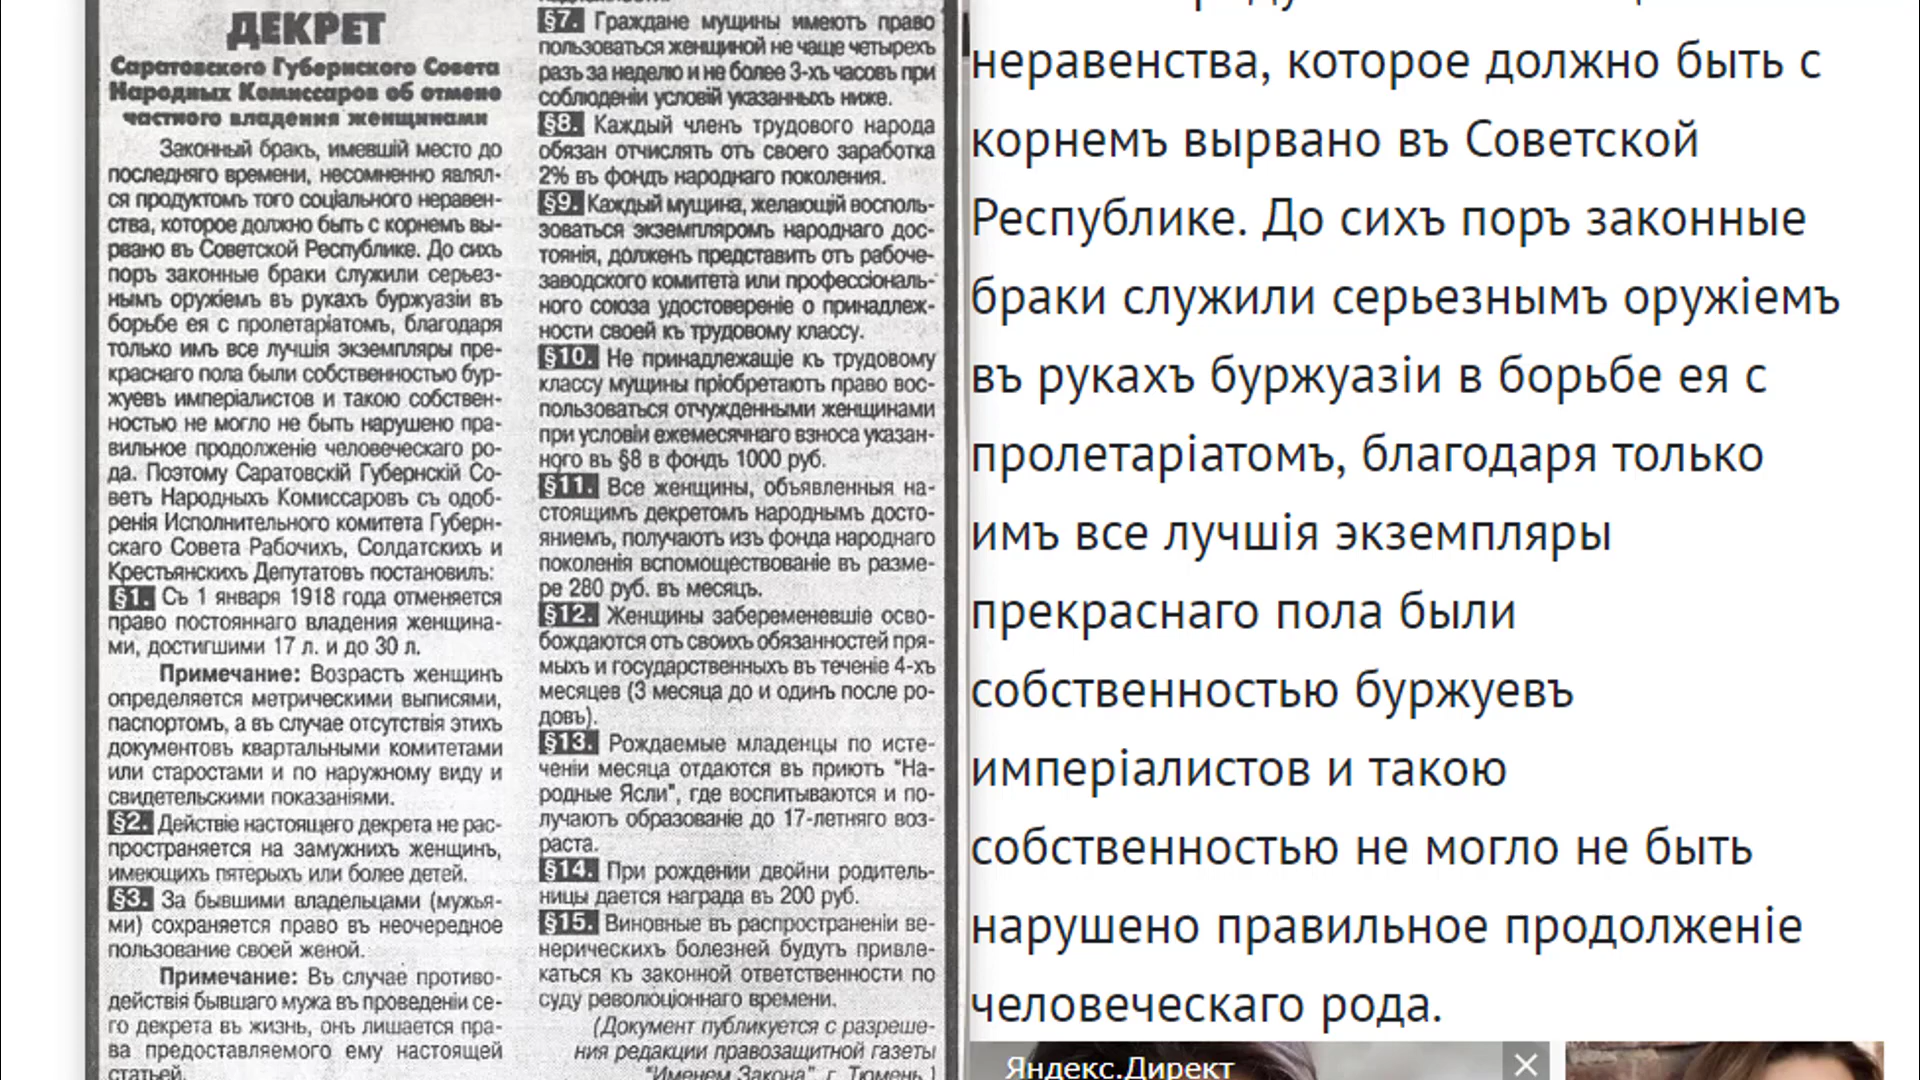 ДЕКРЕТ
Саратовского Губернского Совета
Народных Комиссаров об отмене
частного владения женщинами
Законный бракъ, имевшій место до
последняго времени, несомненно являл-
ся продуктомъ того соціального неравен-
ства, которое должно быть с корнемъ вы-
рвано въ Советской Республике. До сихъ
поръ законные браки служили серьез-
нымъ оружіемъ въ рукахъ буржуазіи въ
борьбе ея с пролетаріатомъ, благодаря
только имъ все лучшія экземпляры пре-
краснаго пола были собственностью бур-
жуевъ имперіалистов и такою собствен-
ностью не могло не быть нарушено пра-
вильное продолженіе человеческаго ро-
да. Поэтому Саратовскій Губернскій Со-
ветъ Народныхъ Комиссаровъ съ одоб-
ренія Исполнительного комитета Губерн-
скаго Совета Рабочихъ, Солдатскихъ и
Крестьянскихъ Депутатовъ постановилъ:
§1. Съ 1 января 1918 года отменяется
право постояннаго владения женщина-
ми, достигшими 17 л. и до 30 л.
Примечание: Возрастъ женщинъ
определяется метрическими выписями,
паспортомъ, а въ случае отсутствія этихъ
документовъ квартальными комитетами
или старостами и по наружному виду и
свидетельскими показаніями.
§2. Действіе настоящего декрета не рас-
пространяется на замужнихъ женщинъ,
имеющихъ пятерыхъ или более детей.
§3. За бывшими владельцами (мужья-
ми) сохраняется право въ неочередное
пользование своей женой.
Примечание: Въ случае противо-
действія бывшаго мужа въ проведеніи се-
го декрета въ жизнь, онъ лишается пра-
ва предоставляемого ему настоящей
статьей.
§7. Граждане мущины имеютъ право
пользоваться женщиной не чаще четырехъ
разъ за неделю и не более 3-хъ часовъ при
соблюденіи условій указанныхъ ниже.
§8. Каждый членъ трудового народа
обязан отчислять отъ своего заработка
2% въ фондъ народнаго поколения.
§9. Каждый мущина, желающій восполь-
зоваться экземпляромъ народнаго дос-
тоянія, долженъ представить отъ рабоче-
заводского комитета или профессіональ-
ного союза удостовереніе о принадлеж-
ности своей къ трудовому классу.
§10. Не принадлежащіе къ трудовому
классу мущины пріобретаютъ право вос-
пользоваться отчужденными женщинами
при условіи ежемесячнаго взноса указан-
ного въ §8 в фондъ 1000 руб.
§11. Все женщины, объявленныя на-
стоящимъ декретомъ народнымъ досто-
яниемъ, получаютъ изъ фонда народнаго
поколенія вспомоществованіе въ разме-
ре 280 руб. въ месяцъ.
§12. Женщины забеременевшіе осво-
бождаются отъ своихъ обязанностей пря-
мыхъ и государственныхъ въ теченіе 4-хъ
месяцев (3 месяца до и одинъ после ро-
довъ).
§13. Рождаемые младенцы по исте-
ченіи месяца отдаются въ приютъ "На-
родные Ясли", где воспитываются и по-
лучаютъ образованіе до 17-летняго воз-
раста.
§14. При рождении двойни родитель-
ницы дается награда въ 200 руб.
§15. Виновные въ распространеніи ве-
нерическихъ болезней будутъ привле-
каться къ законной ответственности по
суду революціоннаго времени.
(Документ публикуется с разреше-
ния редакции правозащитной газеты
"Именем Закона", г. Тюмень.)
неравенства, которое должно быть с
корнемъ вырвано въ Советской
Республике. До сихъ поръ законные
браки служили серьезнымъ оружіемъ
въ рукахъ буржуазіи в борьбе ея с
пролетаріатомъ, благодаря только
имъ все лучшія экземпляры
прекраснаго пола были
собственностью буржуевъ
имперіалистов и такою
собственностью не могло не быть
нарушено правильное продолженіе
человеческаго рода.
Яндекс.Директ